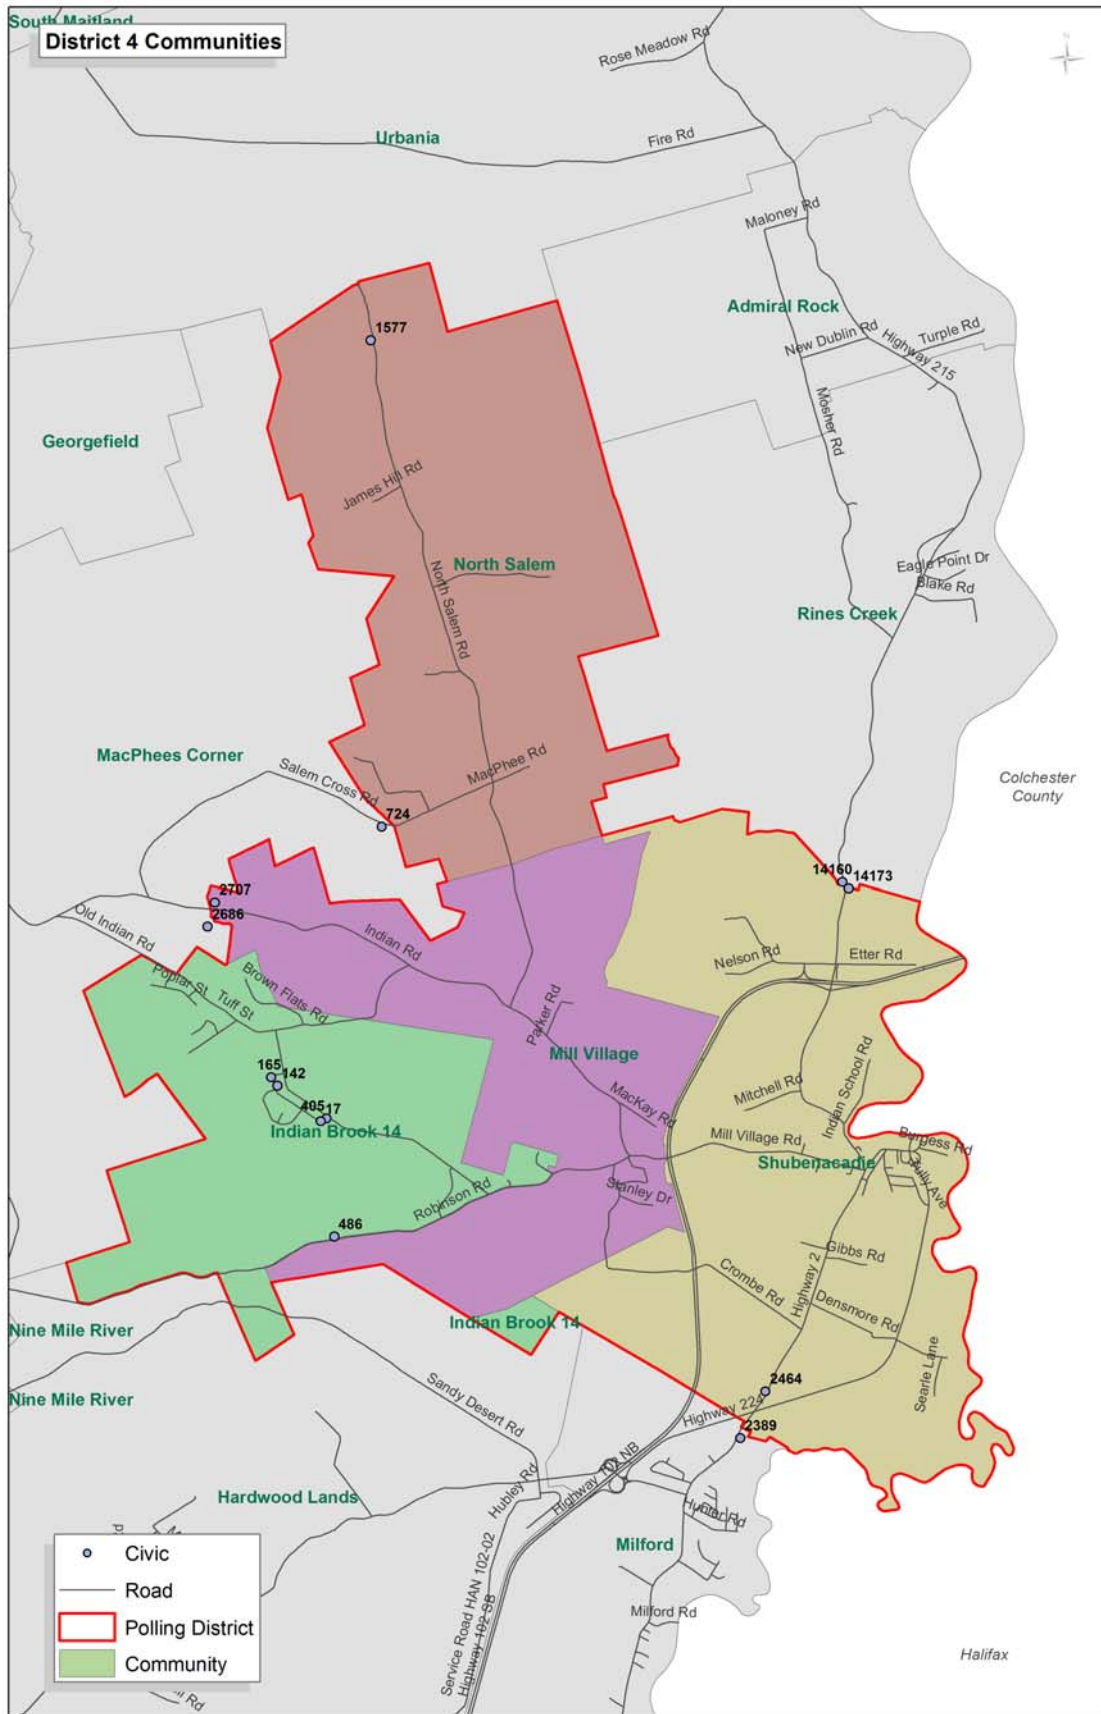 South Maitland
District 4 Communities
Rose Meadow Rd
Urbania
Fire Rd
Maloney Rd
Admiral Rock
1577
New Dublin Rd
Turple Rd
Highway 215
Georgefield
Mosher Rd
James Hill Rd
North Salem
North Salem Rd
Eagle Point Dr
Blake Rd
Rines Creek
MacPhees Corner
Salem Cross Rd
MacPhee Rd
Colchester
County
724
14160
14173
2707
2686
Old Indian Rd
Indian Rd
Nelson Rd
Etter Rd
Poplar St
Tuff St
Brown Flats Rd
Parker Rd
Mill Village
165
142
Mitchell Rd
Indian School Rd
MacKay Rd
405
17
Indian Brook 14
Mill Village Rd
Burgess Rd
Shubenacadie
Tully Ave
Robinson Rd
Stanley Dr
486
Gibbs Rd
Crombe Rd
Highway 2
Densmore Rd
Indian Brook 14
Nine Mile River
Searle Lane
Nine Mile River
Sandy Desert Rd
2464
Highway 224
2389
Hubley Rd
Highway 102 NB
Hardwood Lands
Hunter Rd
Milford
Service Road HAN 102-02
Highway 102 SB
Milford Rd
Halifax
Civic
Road
Polling District
Community